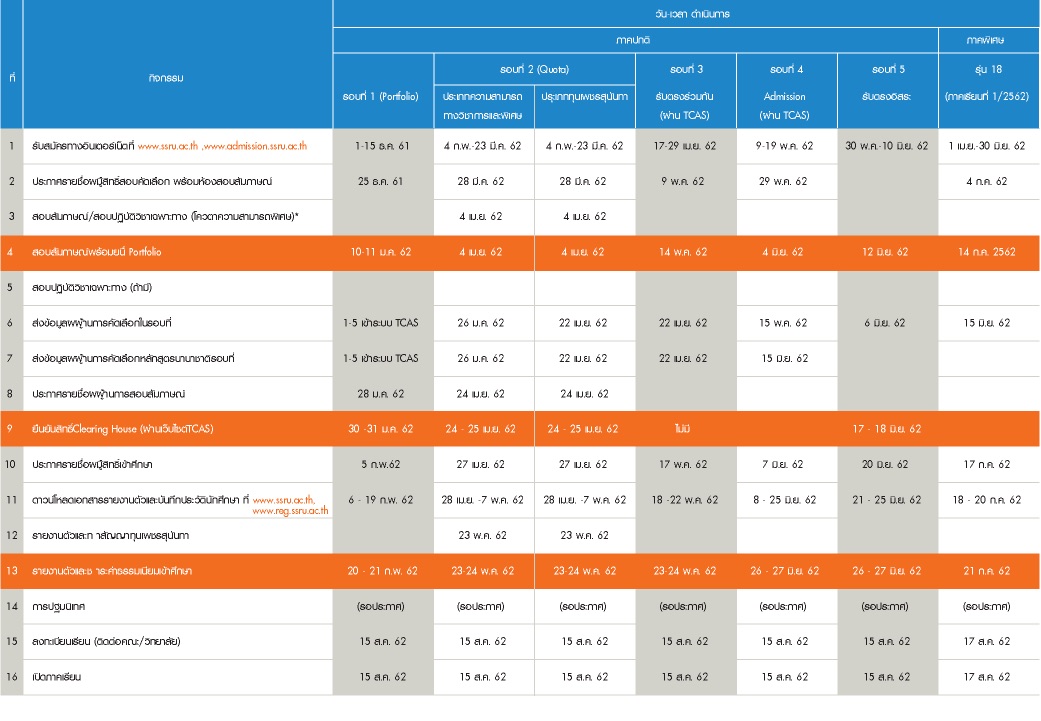 วัน-เวลา ดำเนินการ
ภาคปกติ ภาคพิเศษ
ที่ กิจกรรม รอบที่ 1 (Portfolio) รอบที่ 2 (Quota) รอบที่ 3 รอบที่ 4 รอบที่ 5 รุ่น 18
ประเภทความสามารถ ประเภททุนเพชรสุนันทา รับตรงร่วมกัน Admission รับตรงอิสระ (ภาคเรียนที่ 1/2562)
ทางวิชาการและพิเศษ (ผ่าน TCAS) (ผ่าน TCAS)
1 รับสมัครทางอินเตอร์เน็ตที่ www.ssru.ac.th ,www.admission.ssru.ac.th 1-15 ธ.ค. 61 4 ก.พ.-23 มี.ค. 62 4 ก.พ.-23 มี.ค. 62 17-29 เม.ย. 62 9-19 พ.ค. 62 30 พ.ค.-10 มิ.ย. 62 1 เม.ย.-30 มิ.ย. 62
2 ประกาศรายชื่อผู้มีสิทธิ์สอบคัดเลือก พร้อมห้องสอบสัมภาษณ์ 25 ธ.ค. 61 28 มี.ค. 62 28 มี.ค. 62 9 พ.ค. 62 29 พ.ค. 62 4 ก.ค. 62
3 สอบสัมภาษณ์/สอบปฏิบัติวิชาเฉพาะทาง (โควตาความสามารถพิเศษ)* 4 เม.ย. 62 4 เม.ย. 62
4 สอบสัมภาษณ์พร้อมยื่น Portfolio 10-11 ม.ค. 62 4 เม.ย. 62 4 เม.ย. 62 14 พ.ค. 62 4 มิ.ย. 62 12 มิ.ย. 62 14 ก.ค. 2562
5 สอบปฏิบัติวิชาเฉพาะทาง (ถ้ามี)
6 ส่งข้อมูลผู้ผ่านการคัดเลือกในรอบที่ 1-5 เข้าระบบ TCAS 26 ม.ค. 62 22 เม.ย. 62 22 เม.ย. 62 15 พ.ค. 62 6 มิ.ย. 62 15 มิ.ย. 62
7 ส่งข้อมูลผู้ผ่านการคัดเลือกหลักสูตรนานาชาติรอบที่ 1-5 เข้าระบบ TCAS 26 ม.ค. 62 22 เม.ย. 62 22 เม.ย. 62 15 มิ.ย. 62
8 ประกาศรายชื่อผู้ผ่านการสอบสัมภาษณ์ 28 ม.ค. 62 24 เม.ย. 62 24 เม.ย. 62
9 ยืนยันสิทธิ์Clearing House (ผ่านเว็บไซต์TCAS) 30 -31 ม.ค. 62 24 - 25 เม.ย. 62 24 - 25 เม.ย. 62 ไม่มี 17 - 18 มิ.ย. 62
10 ประกาศรายชื่อผู้มีสิทธิ์เข้าศึกษา 5 ก.พ.62 27 เม.ย. 62 27 เม.ย. 62 17 พ.ค. 62 7 มิ.ย. 62 20 มิ.ย. 62 17 ก.ค. 62
11 ดาวน์โหลดเอกสารรายงานตัวและบันทึกประวัตินักศึกษา ที่ www.ssru.ac.th, 6 - 19 ก.พ. 62 28 เม.ย. -7 พ.ค. 62 28 เม.ย. -7 พ.ค. 62 18 -22 พ.ค. 62 8 - 25 มิ.ย. 62 21 - 25 มิ.ย. 62 18 - 20 ก.ค. 62
www.reg.ssru.ac.th
12 รายงานตัวและท าสัญญาทุนเพชรสุนันทา 23 พ.ค. 62 23 พ.ค. 62
13 รายงานตัวและช าระค่าธรรมเนียมเข้าศึกษา 20 - 21 ก.พ. 62 23-24 พ.ค. 62 23-24 พ.ค. 62 23-24 พ.ค. 62 26 - 27 มิ.ย. 62 26 - 27 มิ.ย. 62 21 ก.ค. 62
14 การปฐมนิเทศ (รอประกาศ) (รอประกาศ) (รอประกาศ) (รอประกาศ) (รอประกาศ) (รอประกาศ) (รอประกาศ)
15 ลงทะเบียนเรียน (ติดต่อคณะ/วิทยาลัย) 15 ส.ค. 62 15 ส.ค. 62 15 ส.ค. 62 15 ส.ค. 62 15 ส.ค. 62 15 ส.ค. 62 17 ส.ค. 62
16 เปิดภาคเรียน 15 ส.ค. 62 15 ส.ค. 62 15 ส.ค. 62 15 ส.ค. 62 15 ส.ค. 62 15 ส.ค. 62 17 ส.ค. 62